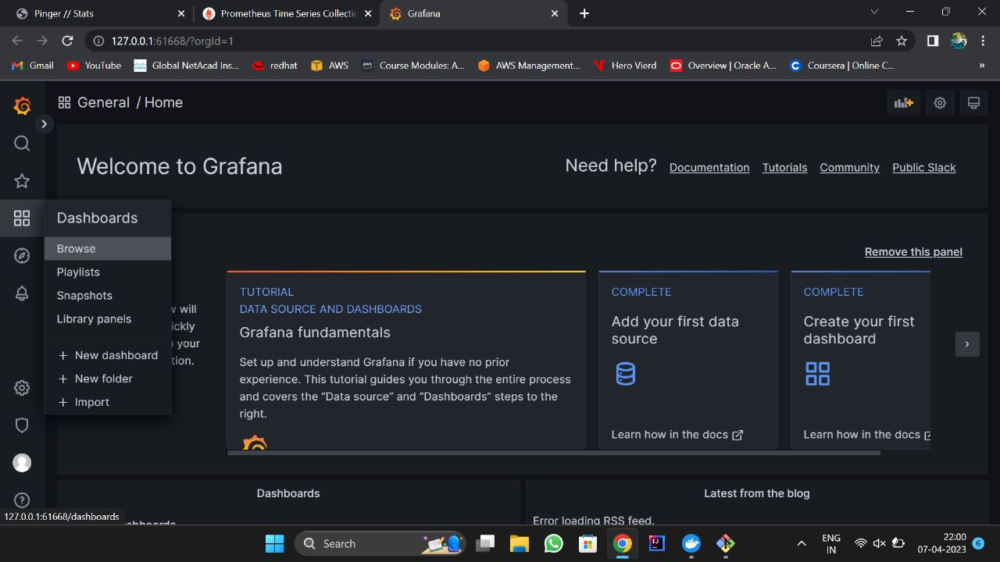 Pinger // Stats
Prometheus Time Series Collectio
Grafana
127.0.0.1:61668/?orgId=1
Gmail
YouTube
Global NetAcad Ins...
redhat
AWS
Course Modules: A...
AWS Management...
Hero Vierd
Overview | Oracle A...
Coursera | Online C...
»
General / Home
Welcome to Grafana
Need help?
Documentation
Tutorials
Community
Public Slack
Dashboards
Browse
Playlists
Snapshots
Library panels
+ New dashboard
+ New folder
+ Import
Remove this panel
w will
ickly
your
tion.
TUTORIAL
DATA SOURCE AND DASHBOARDS
Grafana fundamentals
Set up and understand Grafana if you have no prior
experience. This tutorial guides you through the entire process
and covers the “Data source” and “Dashboards” steps to the
right.
COMPLETE
Add your first data
source
Learn how in the docs
COMPLETE
Create your first
dashboard
Learn how in the docs
Dashboards
Latest from the blog
Error loading RSS feed.
127.0.0.1:61668/dashboards
Search
ENG
IN
22:00
07-04-2023
6